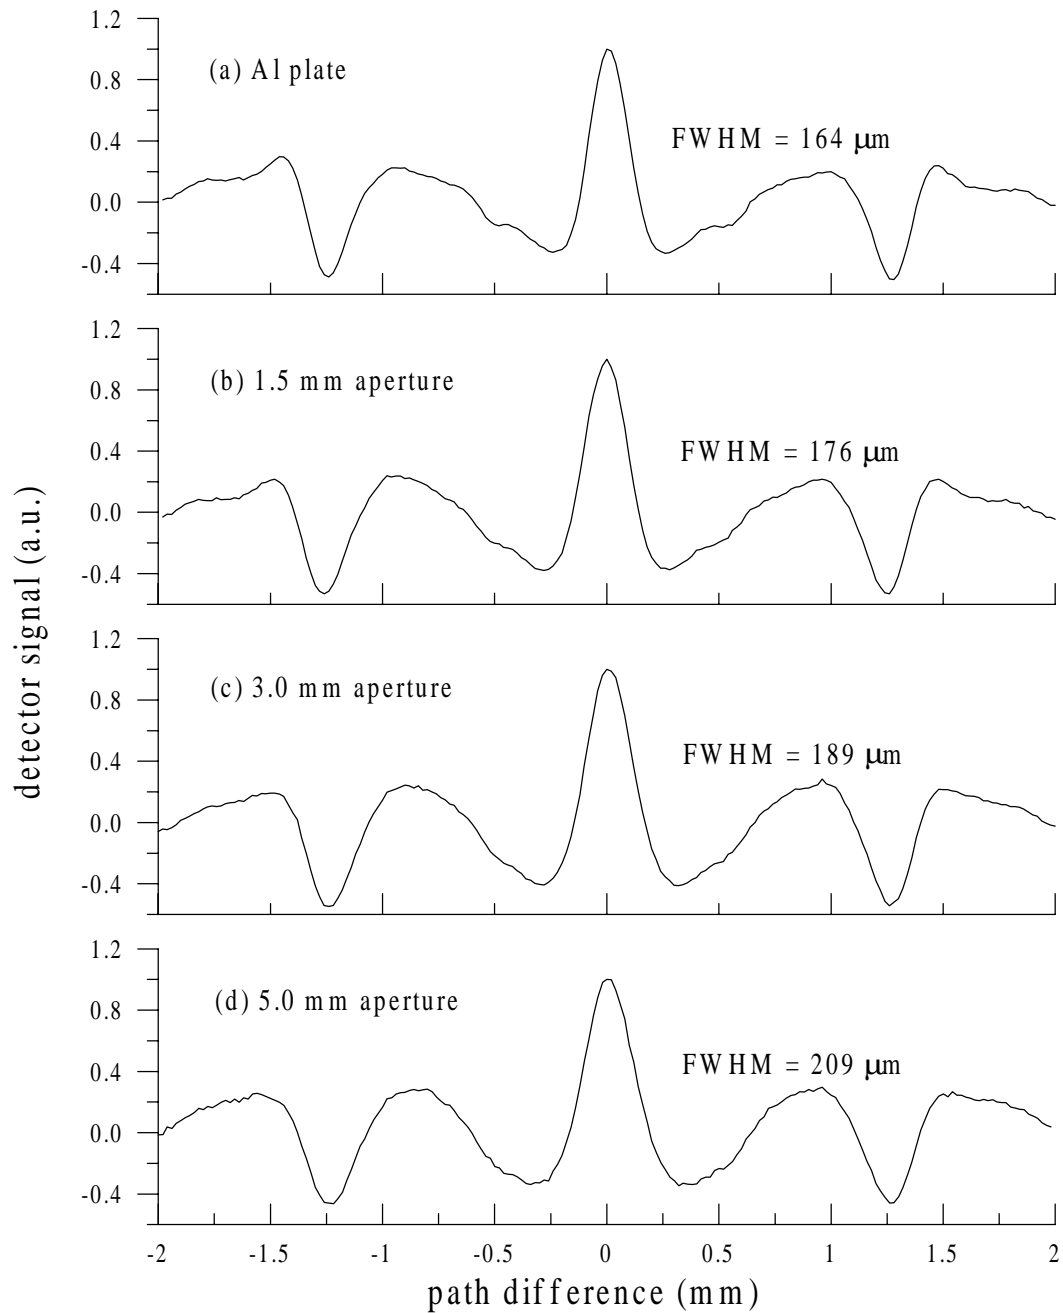 1.2
(a) Al plate
0.8
FWHM = 164 μm
0.4
0.0
-0.4
1.2
(b) 1.5 mm aperture
0.8
FWHM = 176 μm
0.4
0.0
-0.4
1.2
(c) 3.0 mm aperture
0.8
FWHM = 189 μm
0.4
0.0
-0.4
1.2
(d) 5.0 mm aperture
0.8
FWHM = 209 μm
0.4
0.0
-0.4
detector signal (a.u.)
-2 -1.5 -1 -0.5 0 0.5 1 1.5 2
path difference (mm)